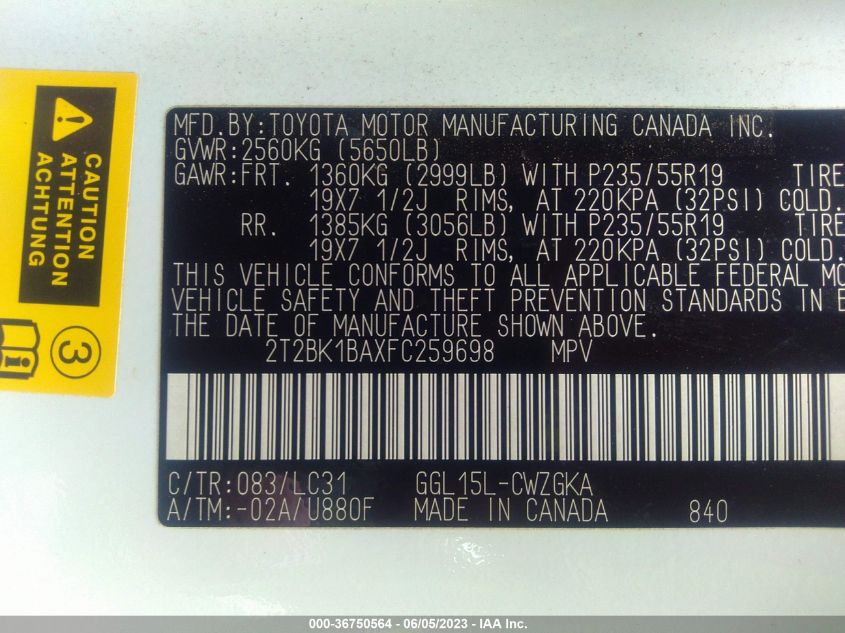 MFD.BY:TOYOTA MOTOR MANUFACTURING CANADA INC.
GVWR:2560KG (5650LB)
GAWR:FRT. 1360KG (2999LB) WITH P235/55R19 TIRE
19X7 1/2J RIMS, AT 220KPA (32PSI) COLD.
RR. 1385KG (3056LB) WITH P235/55R19 TIRE
19X7 1/2J RIMS, AT 220KPA (32PSI) COLD.
THIS VEHICLE CONFORMS TO ALL APPLICABLE FEDERAL MO
VEHICLE SAFETY AND THEFT PREVENTION STANDARDS IN E
THE DATE OF MANUFACTURE SHOWN ABOVE.
2T2BK1BAXFC259698 MPV
C/TR:083/LC31 GGL15L-CWZGKA
A/TM:-02A/U880F MADE IN CANADA 840
CAUTION
ATTENTION
ACHTUNG
3
000-36750564 - 06/05/2023 - IAA Inc.